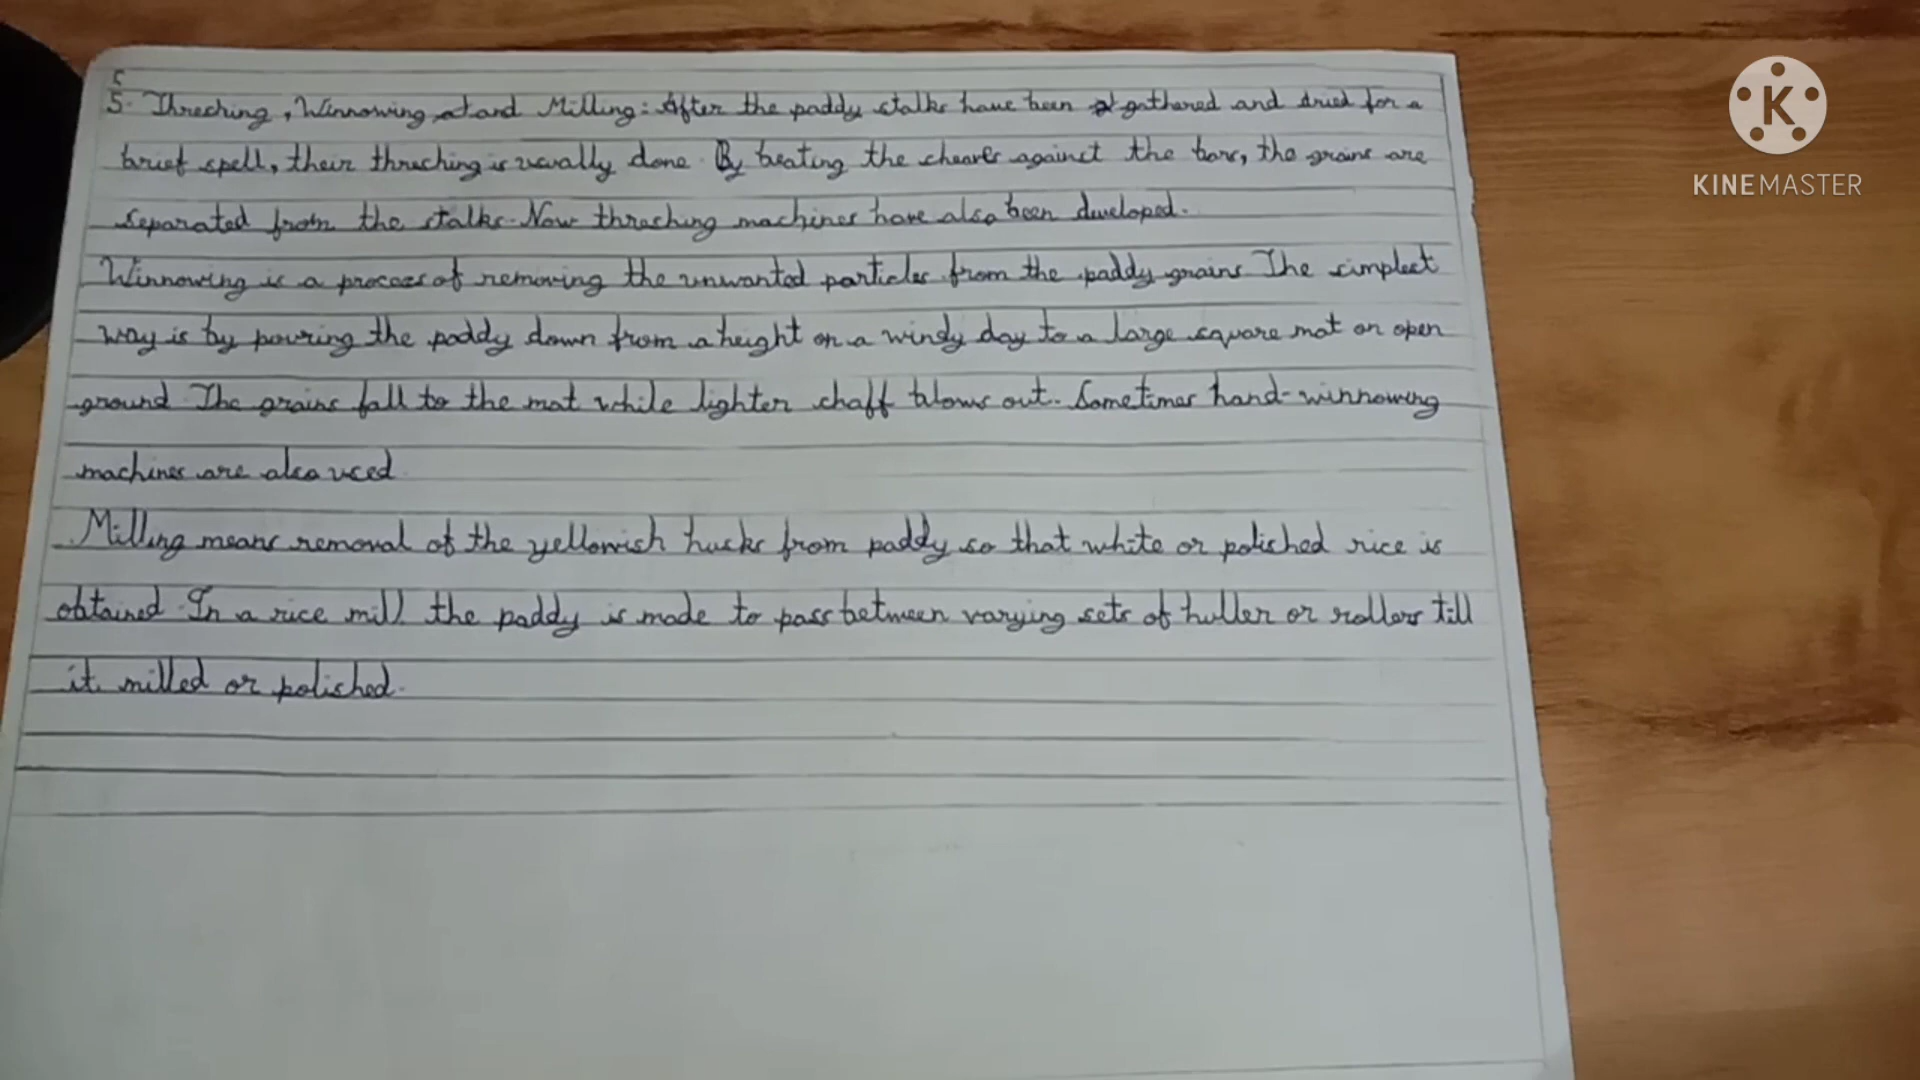 5. Threshing, Winnowing and Milling: After the paddy stalks have been gathered and dried for a
brief spell, their threshing is usually done. By beating the sheaves against the bars, the grains are
separated from the stalks. Now threshing machines have also been developed.
Winnowing is a process of removing the unwanted particles from the paddy grains The simplest
way is by pouring the paddy down from a height on a windy day to a large square mat on open
ground The grains fall to the mat while lighter chaff blows out. Sometimes hand-winnowing
machines are also used.
Milling means removal of the yellowish husks from paddy so that white or polished rice is
obtained. In a rice mill the paddy is made to pass between varying sets of huller or rollers till
it milled or polished.
KINEMASTER